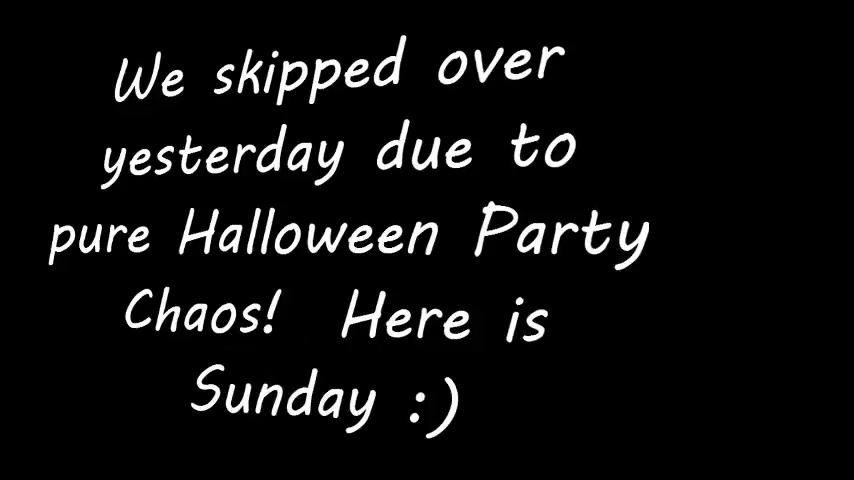 We skipped over
yesterday due to
pure Halloween Party
Chaos! Here is
Sunday :)